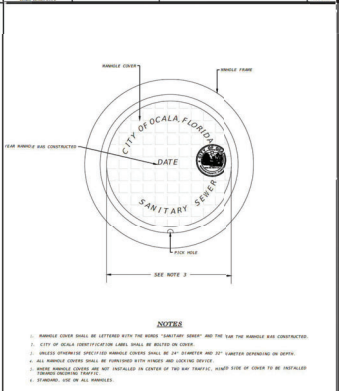 MANHOLE COVER
MANHOLE FRAME
CITY OF OCALA, FLORIDA
YEAR MANHOLE WAS CONSTRUCTED
DATE
SANITARY SEWER
PICK HOLE
SEE NOTE 3
NOTES
1. MANHOLE COVER SHALL BE LETTERED WITH THE WORDS "SANITARY SEWER" AND THE YEAR THE MANHOLE WAS CONSTRUCTED.
2. CITY OF OCALA IDENTIFICATION LABEL SHALL BE BOLTED ON COVER.
3. UNLESS OTHERWISE SPECIFIED MANHOLE COVERS SHALL BE 24" DIAMETER AND 32" DIAMETER DEPENDING ON DEPTH.
4. ALL MANHOLE COVERS SHALL BE FURNISHED WITH HINGES AND LOCKING DEVICE.
5. WHERE MANHOLE COVERS ARE NOT INSTALLED IN CENTER OF TWO WAY TRAFFIC, HINGED SIDE OF COVER TO BE INSTALLED
TOWARDS ONCOMING TRAFFIC.
6. STANDARD, USE ON ALL MANHOLES.